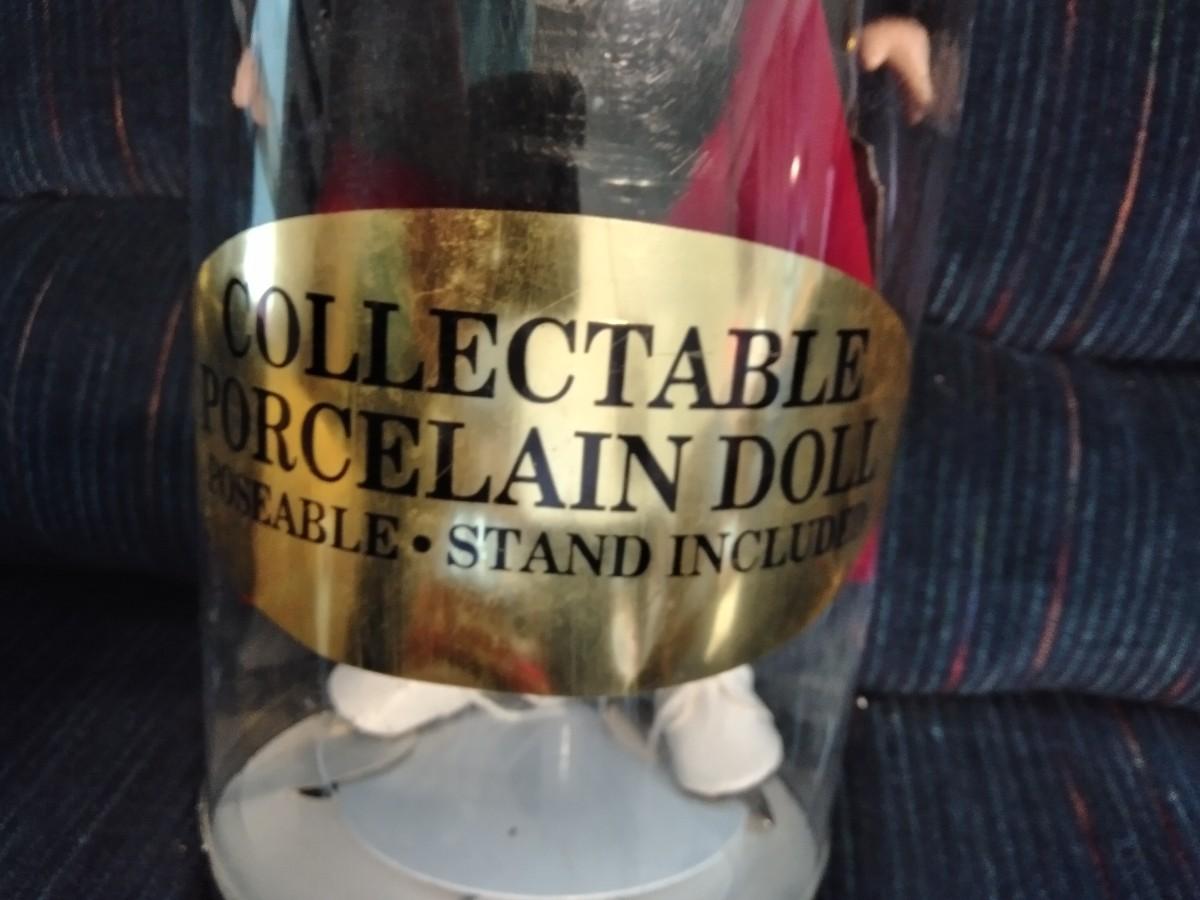 COLLECTABLE
PORCELAIN DOLL
POSEABLE • STAND INCLUDED